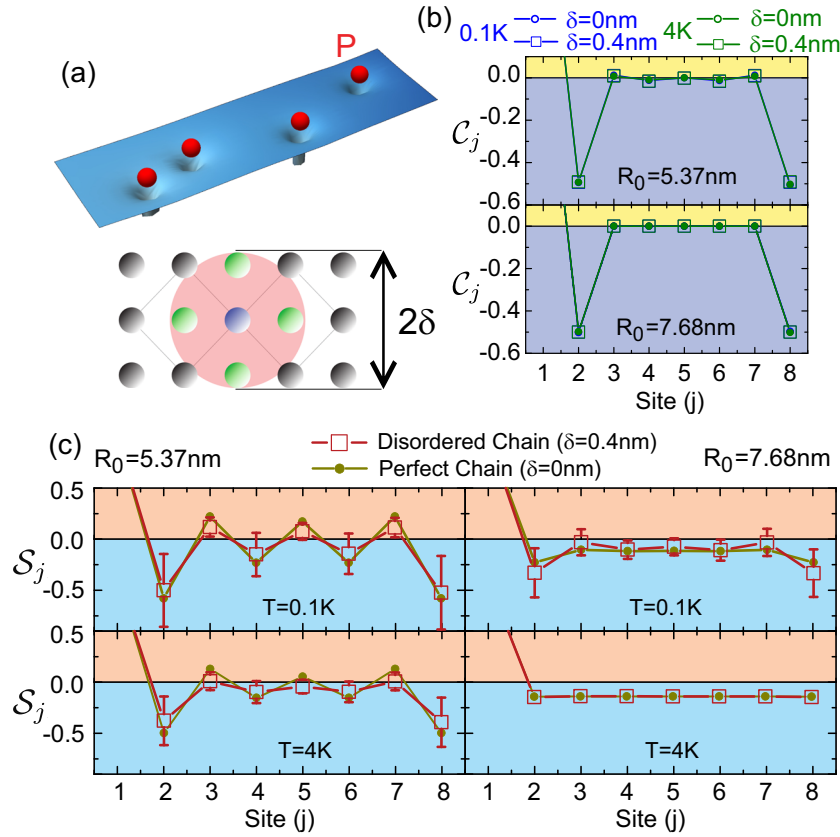 (a)
P
2δ
(b)
0.1K δ=0nm 4K δ=0nm
δ=0.4nm δ=0.4nm
0.0
-0.2
-0.4
-0.6
C_j
R₀=5.37nm
0.0
-0.2
-0.4
-0.6
C_j
R₀=7.68nm
1 2 3 4 5 6 7 8
Site (j)
(c)
R₀=5.37nm
Disordered Chain (δ=0.4nm)
Perfect Chain (δ=0nm)
R₀=7.68nm
0.5
0.0
-0.5
S_j
T=0.1K T=0.1K
0.5
0.0
-0.5
S_j
T=4K T=4K
1 2 3 4 5 6 7 8 1 2 3 4 5 6 7 8
Site (j) Site (j)